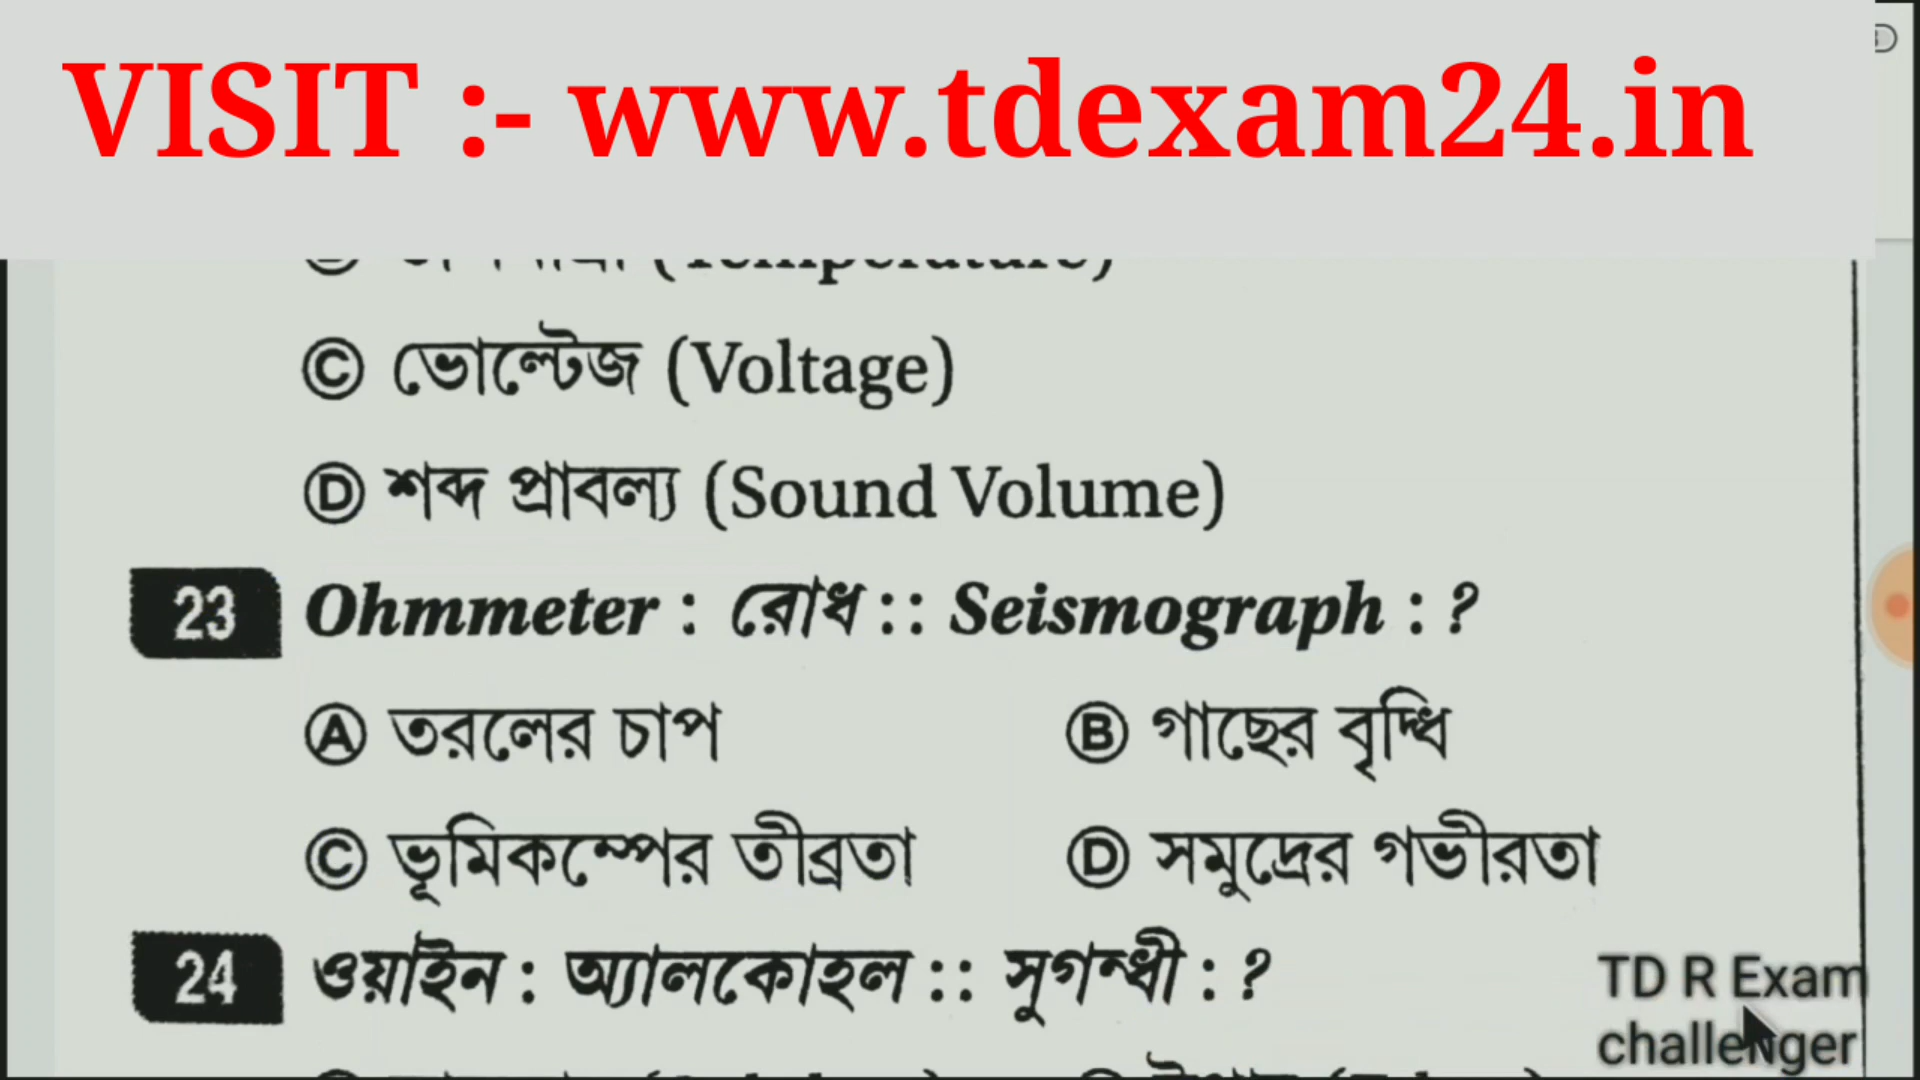 VISIT :- www.tdexam24.in
(Temperature)
Ⓒ ভোল্টেজ (Voltage)
Ⓓ শব্দ প্রাবল্য (Sound Volume)
23 Ohmmeter : রোধ :: Seismograph : ?
Ⓐ তরলের চাপ Ⓑ গাছের বৃদ্ধি
Ⓒ ভূমিকম্পের তীব্রতা Ⓓ সমুদ্রের গভীরতা
24 ওয়াইন : অ্যালকোহল :: সুগন্ধী : ?
TD R Exam
challenger